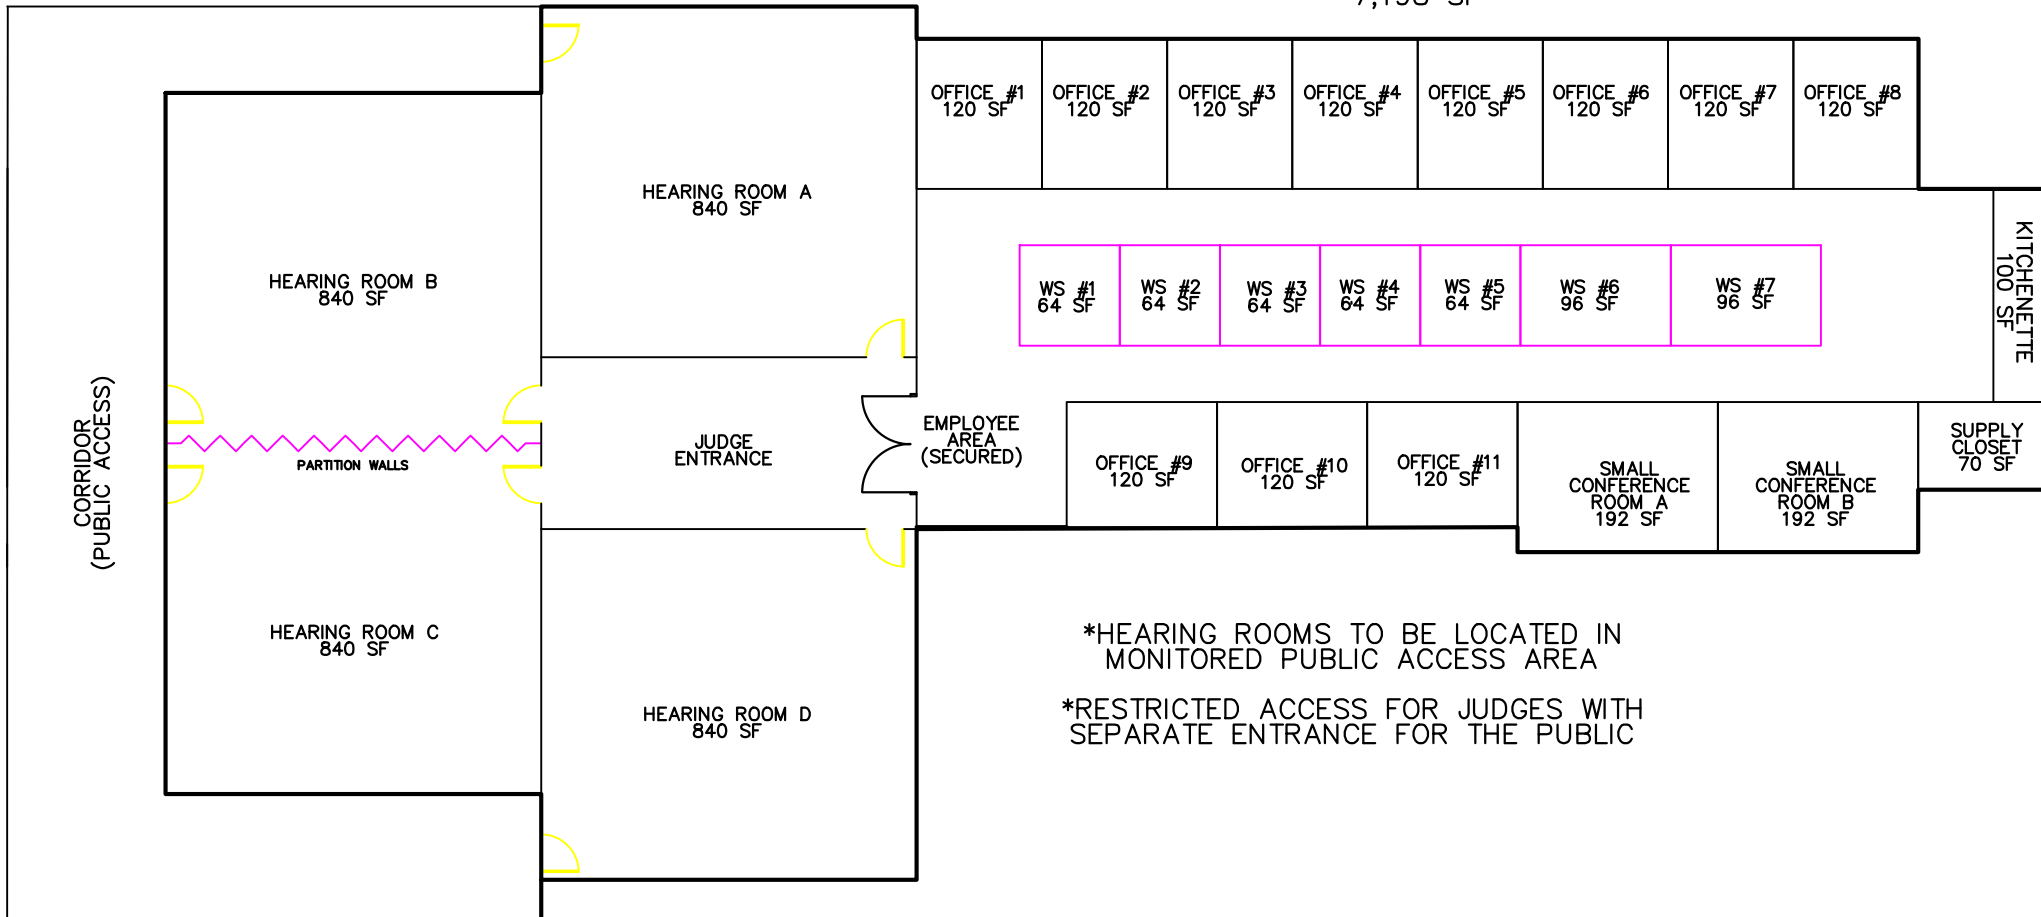 7,198 SF
OFFICE #1
120 SF
OFFICE #2
120 SF
OFFICE #3
120 SF
OFFICE #4
120 SF
OFFICE #5
120 SF
OFFICE #6
120 SF
OFFICE #7
120 SF
OFFICE #8
120 SF
HEARING ROOM A
840 SF
HEARING ROOM B
840 SF
WS #1
64 SF
WS #2
64 SF
WS #3
64 SF
WS #4
64 SF
WS #5
64 SF
WS #6
96 SF
WS #7
96 SF
KITCHENETTE
100 SF
CORRIDOR
(PUBLIC ACCESS)
PARTITION WALLS
JUDGE
ENTRANCE
EMPLOYEE
AREA
(SECURED)
OFFICE #9
120 SF
OFFICE #10
120 SF
OFFICE #11
120 SF
SMALL
CONFERENCE
ROOM A
192 SF
SMALL
CONFERENCE
ROOM B
192 SF
SUPPLY
CLOSET
70 SF
HEARING ROOM C
840 SF
HEARING ROOM D
840 SF
*HEARING ROOMS TO BE LOCATED IN
MONITORED PUBLIC ACCESS AREA
*RESTRICTED ACCESS FOR JUDGES WITH
SEPARATE ENTRANCE FOR THE PUBLIC